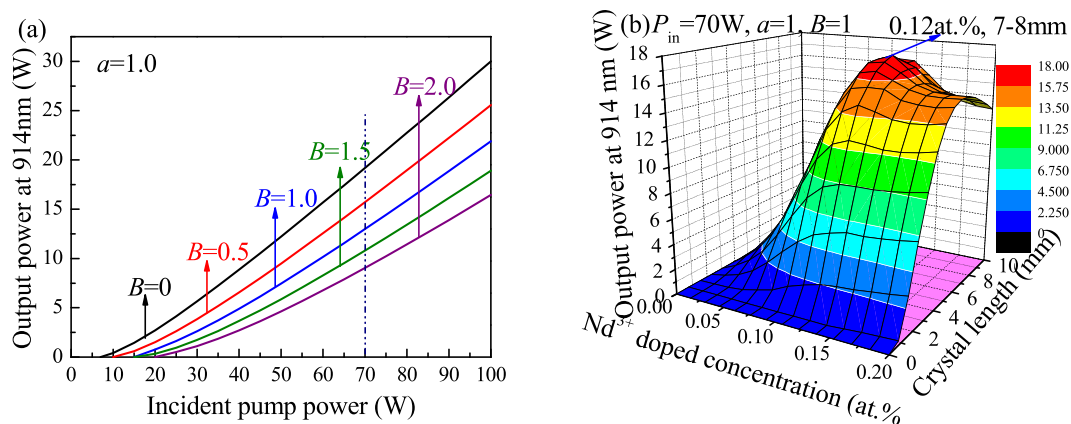 (a)
a=1.0
B=0
B=0.5
B=1.0
B=1.5
B=2.0
Output power at 914nm (W)
30
25
20
15
10
5
0
0 10 20 30 40 50 60 70 80 90 100
Incident pump power (W)
(b) Pin=70W, a=1, B=1 0.12at.%, 7-8mm
Output power at 914 nm (W)
18
16
14
12
10
8
6
4
2
0
0.00 0.05 0.10 0.15 0.20
Nd3+ doped concentration (at.%
0 2 4 6 8 10
Crystal length (mm)
18.00
15.75
13.50
11.25
9.000
6.750
4.500
2.250
0